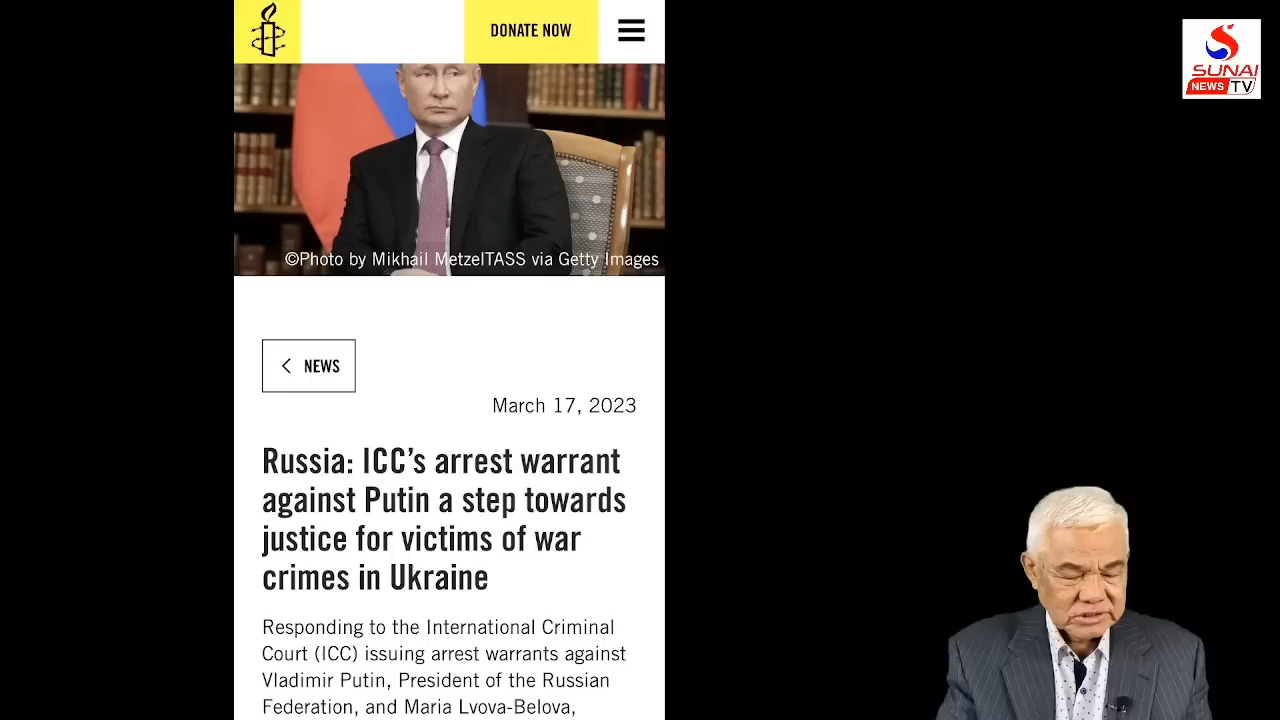 DONATE NOW
SUNAI
NEWS TV
©Photo by Mikhail MetzelTASS via Getty Images
NEWS
March 17, 2023
Russia: ICC’s arrest warrant
against Putin a step towards
justice for victims of war
crimes in Ukraine
Responding to the International Criminal
Court (ICC) issuing arrest warrants against
Vladimir Putin, President of the Russian
Federation, and Maria Lvova-Belova,